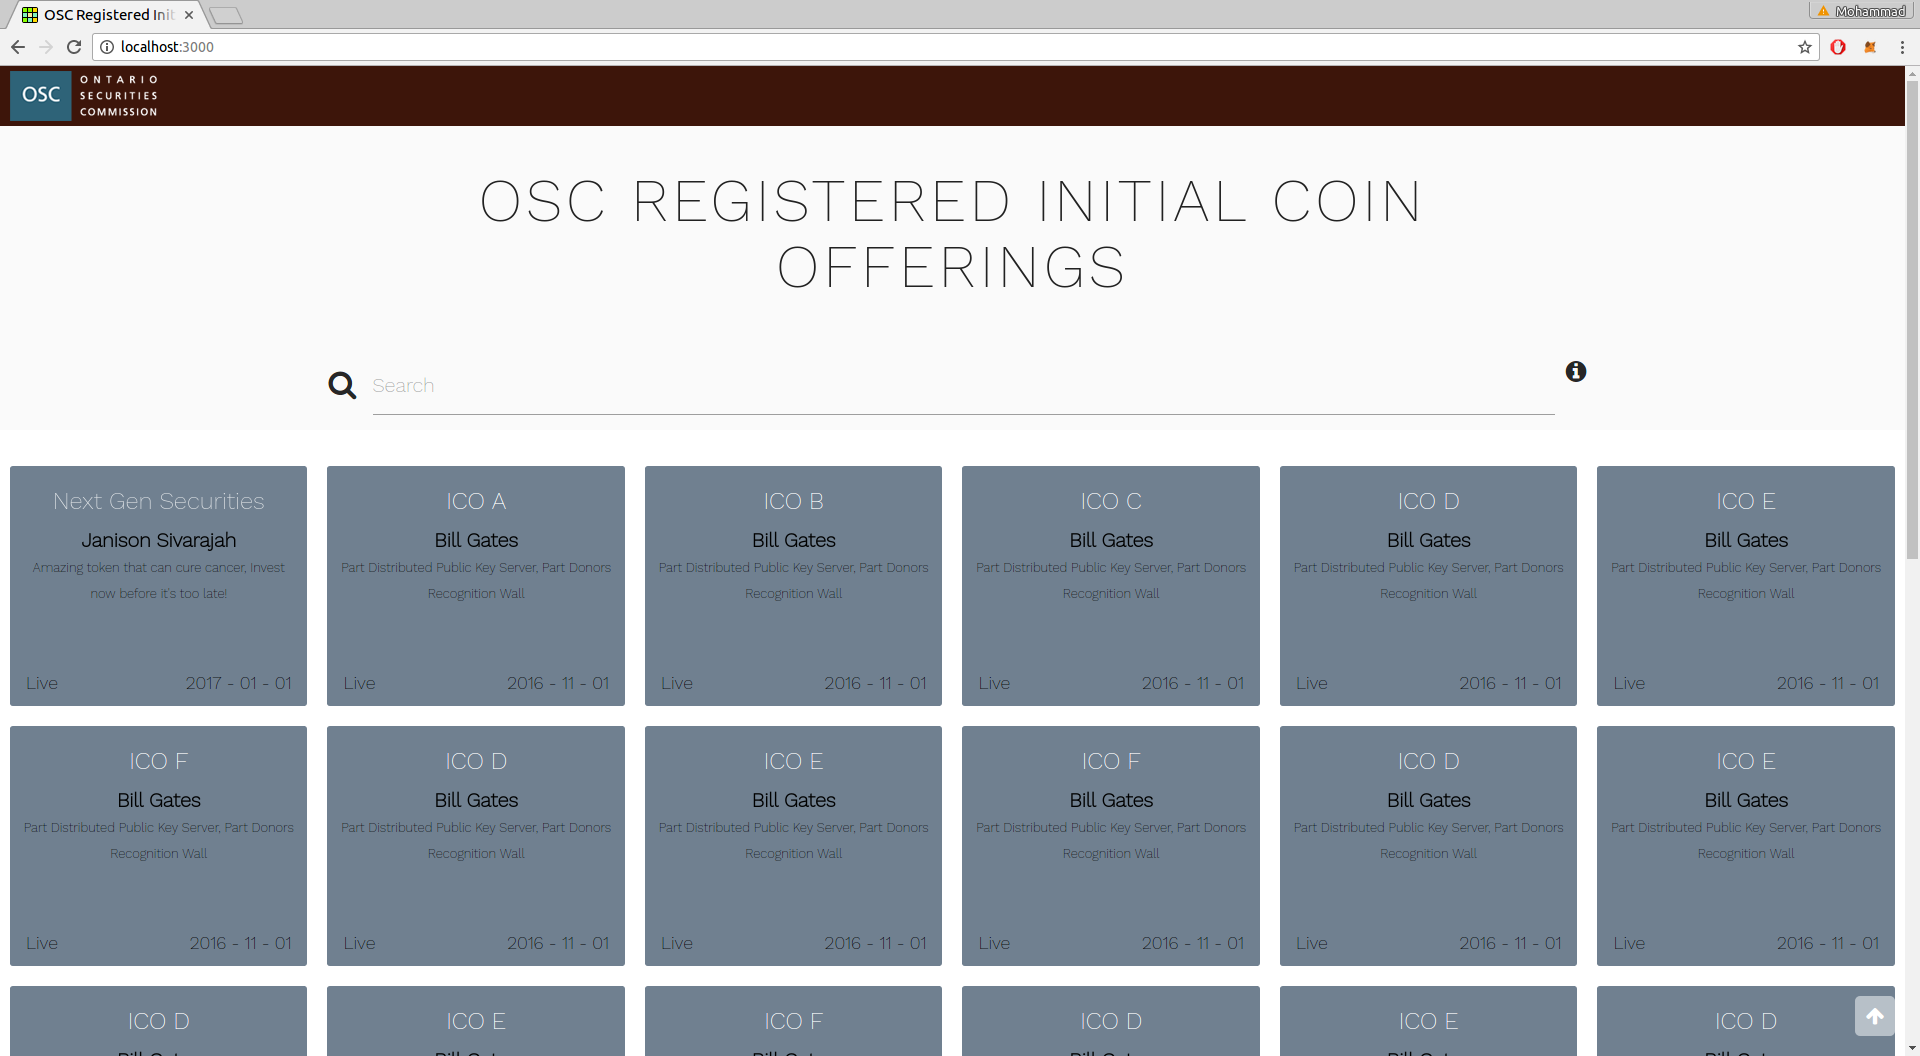 OSC Registered Init
Mohammad
localhost:3000
OSC
ONTARIO
SECURITIES
COMMISSION
OSC REGISTERED INITIAL COIN
OFFERINGS
Search
Next Gen Securities
Janison Sivarajah
Amazing token that can cure cancer, Invest
now before it's too late!
Live
2017 - 01 - 01
ICO A
Bill Gates
Part Distributed Public Key Server, Part Donors
Recognition Wall
Live
2016 - 11 - 01
ICO B
Bill Gates
Part Distributed Public Key Server, Part Donors
Recognition Wall
Live
2016 - 11 - 01
ICO C
Bill Gates
Part Distributed Public Key Server, Part Donors
Recognition Wall
Live
2016 - 11 - 01
ICO D
Bill Gates
Part Distributed Public Key Server, Part Donors
Recognition Wall
Live
2016 - 11 - 01
ICO E
Bill Gates
Part Distributed Public Key Server, Part Donors
Recognition Wall
Live
2016 - 11 - 01
ICO F
Bill Gates
Part Distributed Public Key Server, Part Donors
Recognition Wall
Live
2016 - 11 - 01
ICO D
Bill Gates
Part Distributed Public Key Server, Part Donors
Recognition Wall
Live
2016 - 11 - 01
ICO E
Bill Gates
Part Distributed Public Key Server, Part Donors
Recognition Wall
Live
2016 - 11 - 01
ICO F
Bill Gates
Part Distributed Public Key Server, Part Donors
Recognition Wall
Live
2016 - 11 - 01
ICO D
Bill Gates
Part Distributed Public Key Server, Part Donors
Recognition Wall
Live
2016 - 11 - 01
ICO E
Bill Gates
Part Distributed Public Key Server, Part Donors
Recognition Wall
Live
2016 - 11 - 01
ICO D
ICO E
ICO F
ICO D
ICO E
ICO D